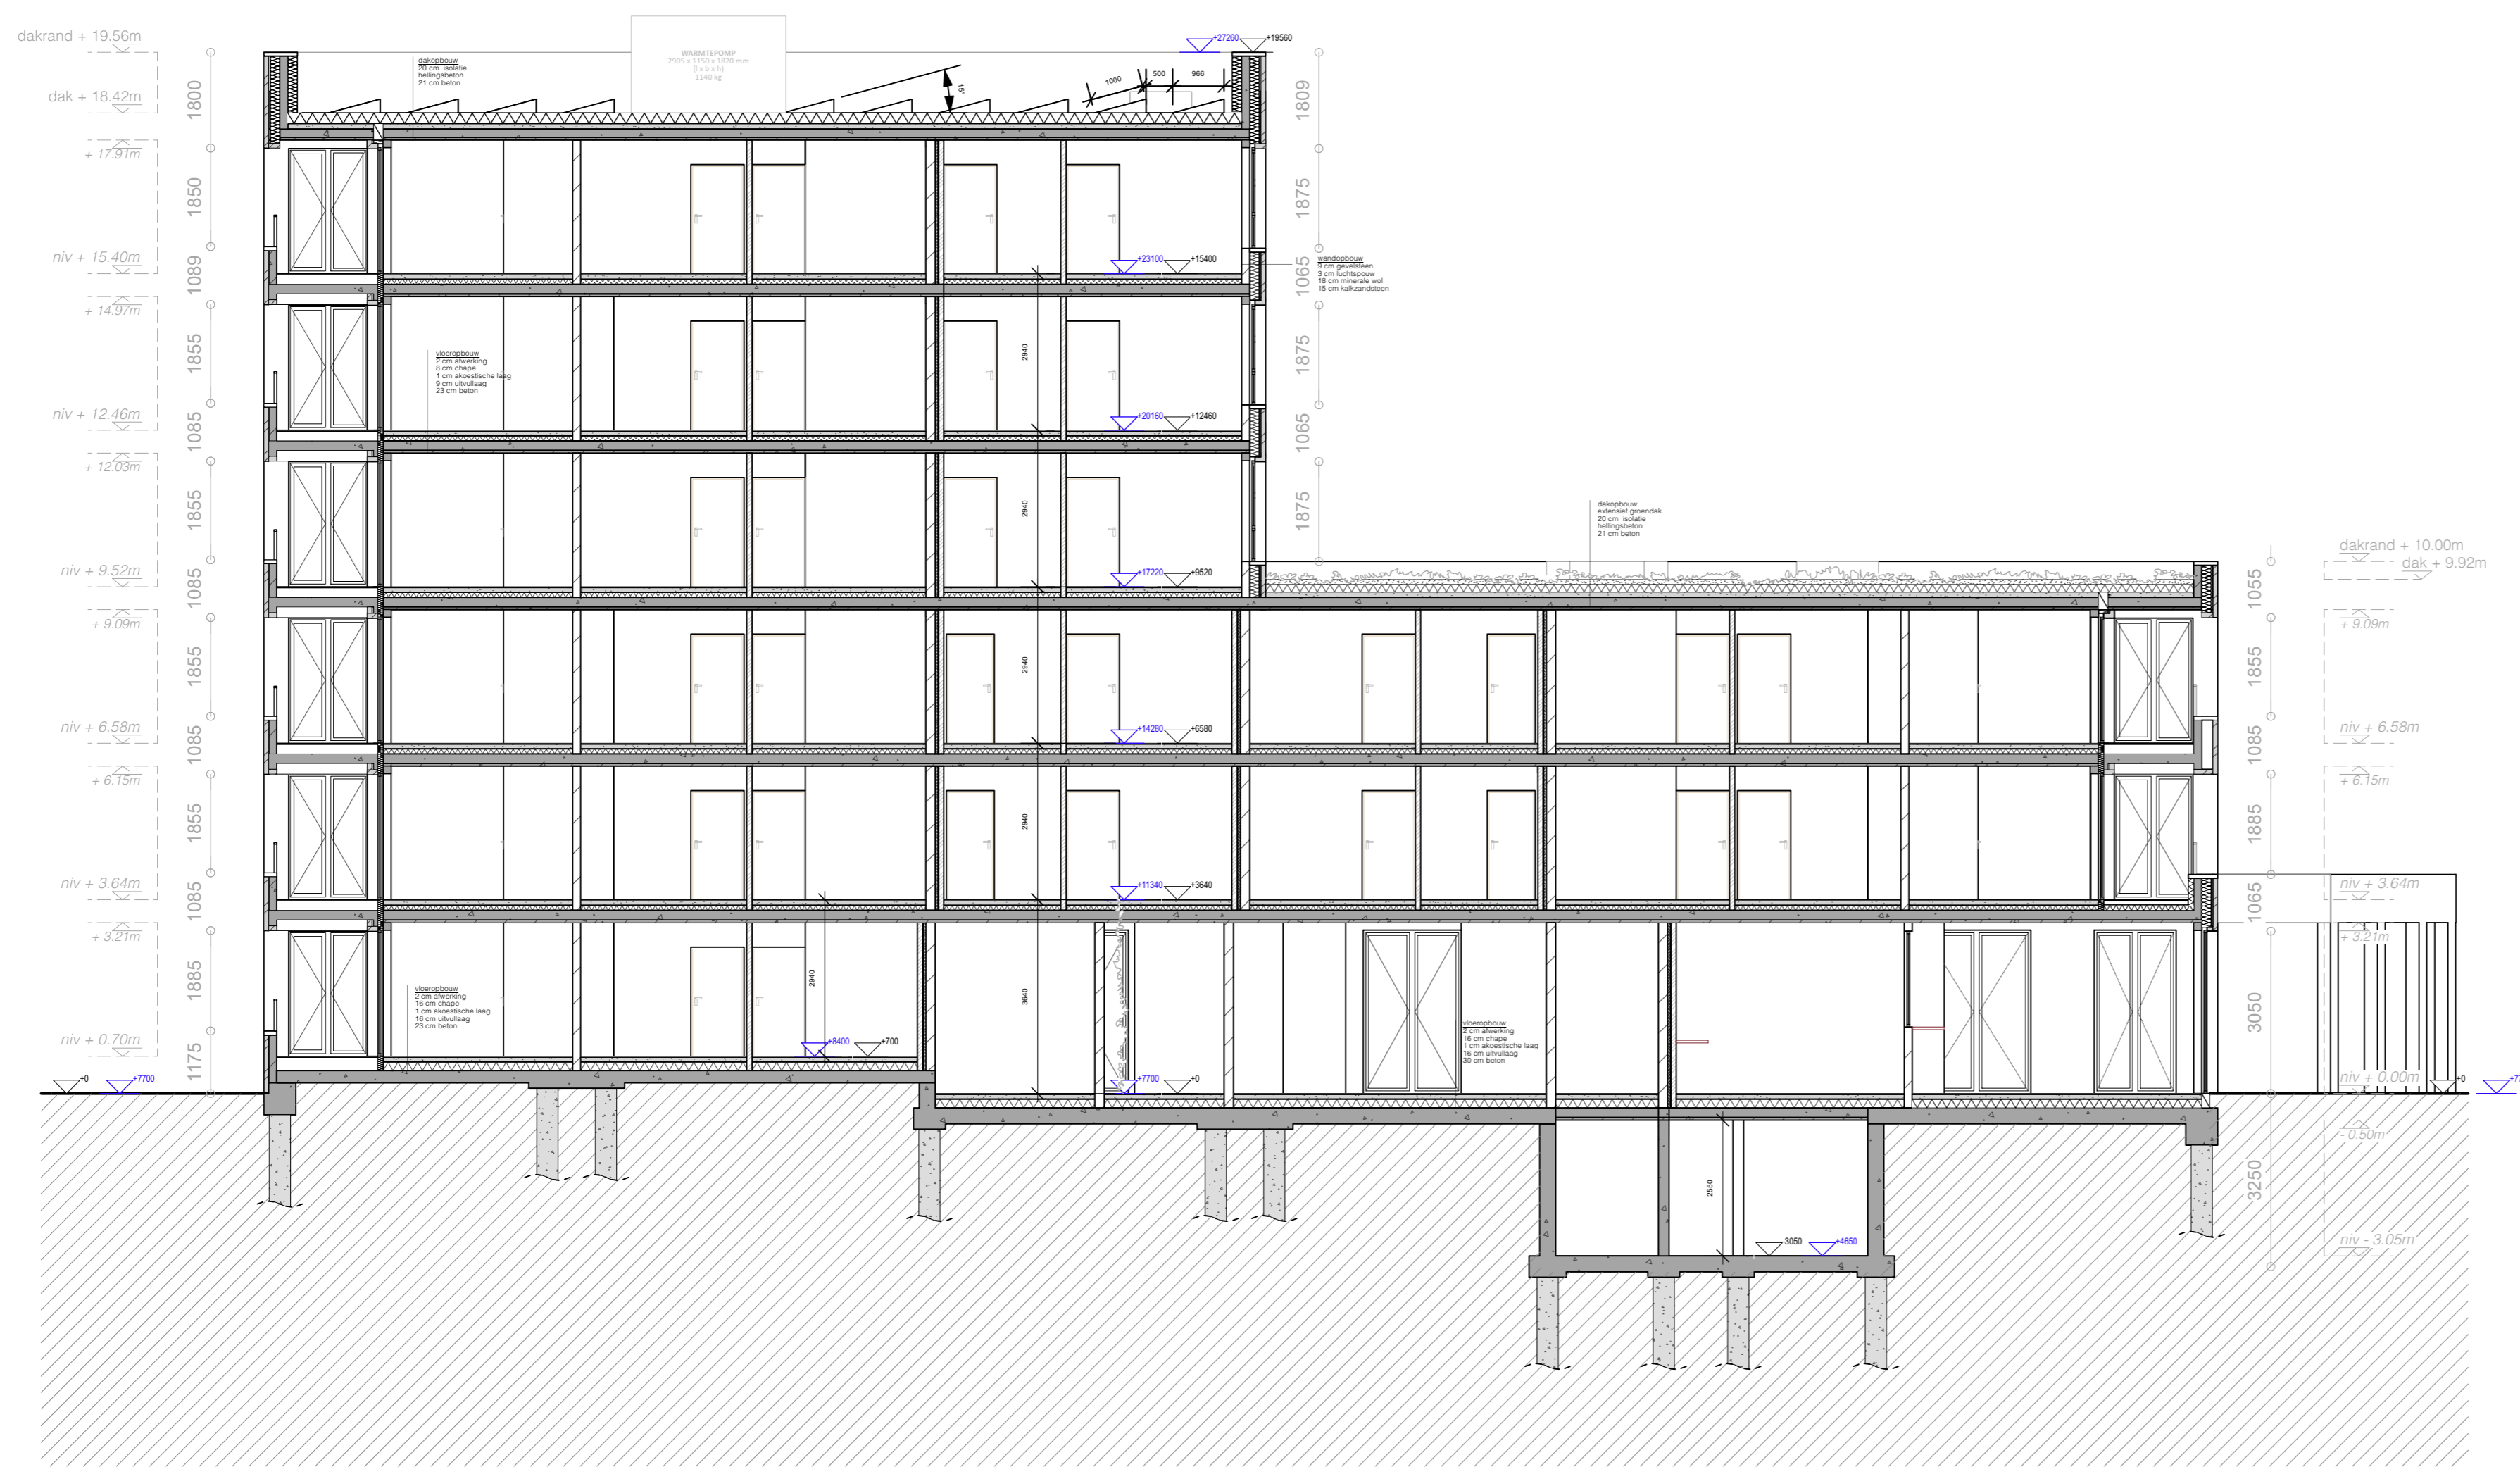 dakrand + 19.56m
dak + 18.42m
+ 17.91m
niv + 15.40m
+ 14.97m
niv + 12.46m
+ 12.03m
niv + 9.52m
+ 9.09m
niv + 6.58m
+ 6.15m
niv + 3.64m
+ 3.21m
niv + 0.70m
+0
+7700
1800
1850
1089
1855
1085
1855
1085
1855
1085
1855
1085
1885
1175
dakopbouw
20 cm isolatie
hellingsbeton
21 cm beton
WARMTEPOMP
2905 x 1150 x 1820 mm
(l x b x h)
1140 kg
15°
1000
500
966
+27260
+19560
1809
1875
1065
1875
1065
1875
wandopbouw
9 cm gevelsteen
3 cm luchtspouw
18 cm minerale wol
15 cm kalkzandsteen
+23100
+15400
vloeropbouw
2 cm afwerking
8 cm chape
1 cm akoestische laag
9 cm uitvullaag
23 cm beton
2940
+20160
+12460
2940
+17220
+9520
dakopbouw
extensief groendak
20 cm isolatie
hellingsbeton
21 cm beton
2940
+14280
+6580
2940
+11340
+3640
2940
3640
vloeropbouw
2 cm afwerking
16 cm chape
1 cm akoestische laag
16 cm uitvullaag
23 cm beton
+8400
+700
+7700
+0
vloeropbouw
2 cm afwerking
16 cm chape
1 cm akoestische laag
16 cm uitvullaag
30 cm beton
2550
-3050
+4650
1055
1855
1085
1885
1065
3050
3250
dakrand + 10.00m
dak + 9.92m
+ 9.09m
niv + 6.58m
+ 6.15m
niv + 3.64m
+ 3.21m
niv + 0.00m
+0
- 0.50m
niv - 3.05m